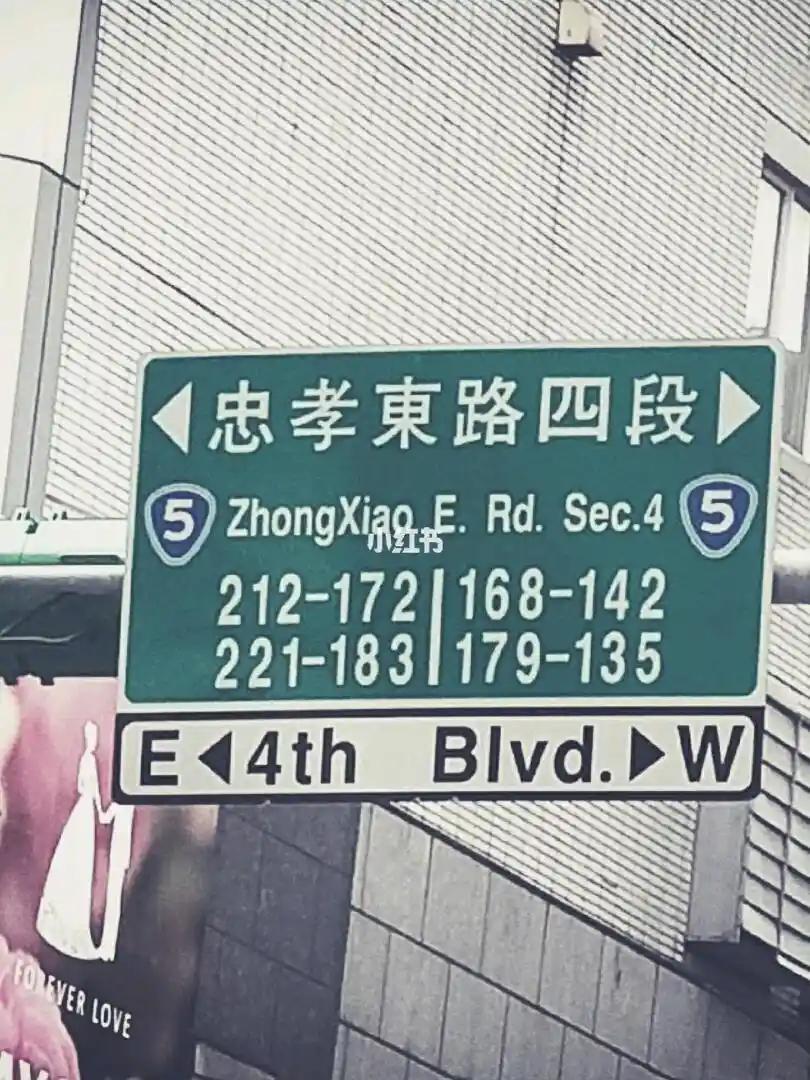 忠孝東路四段
5 ZhongXiao E. Rd. Sec.4 5
212-172 168-142
221-183 179-135
E 4th Blvd. W
小红书
FOREVER LOVE